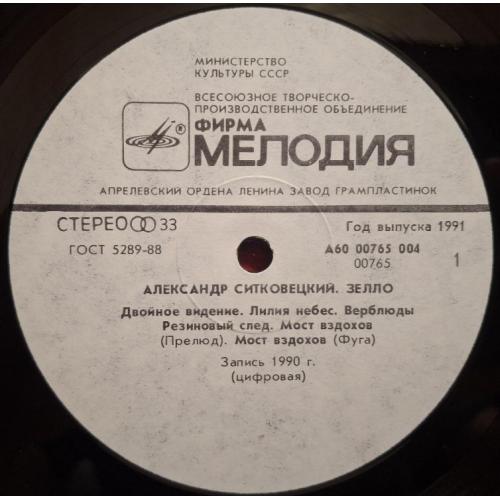 МИНИСТЕРСТВО
КУЛЬТУРЫ СССР
ВСЕСОЮЗНОЕ ТВОРЧЕСКО-
ПРОИЗВОДСТВЕННОЕ ОБЪЕДИНЕНИЕ
®
ФИРМА
МЕЛОДИЯ
АПРЕЛЕВСКИЙ ОРДЕНА ЛЕНИНА ЗАВОД ГРАМПЛАСТИНОК
СТЕРЕО 33
Год выпуска 1991
ГОСТ 5289-88
А60 00765 004
00765
1
АЛЕКСАНДР СИТКОВЕЦКИЙ. ЗЕЛЛО
Двойное видение. Лилия небес. Верблюды
Резиновый след. Мост вздохов
(Прелюд). Мост вздохов (Фуга)
Запись 1990 г.
(цифровая)